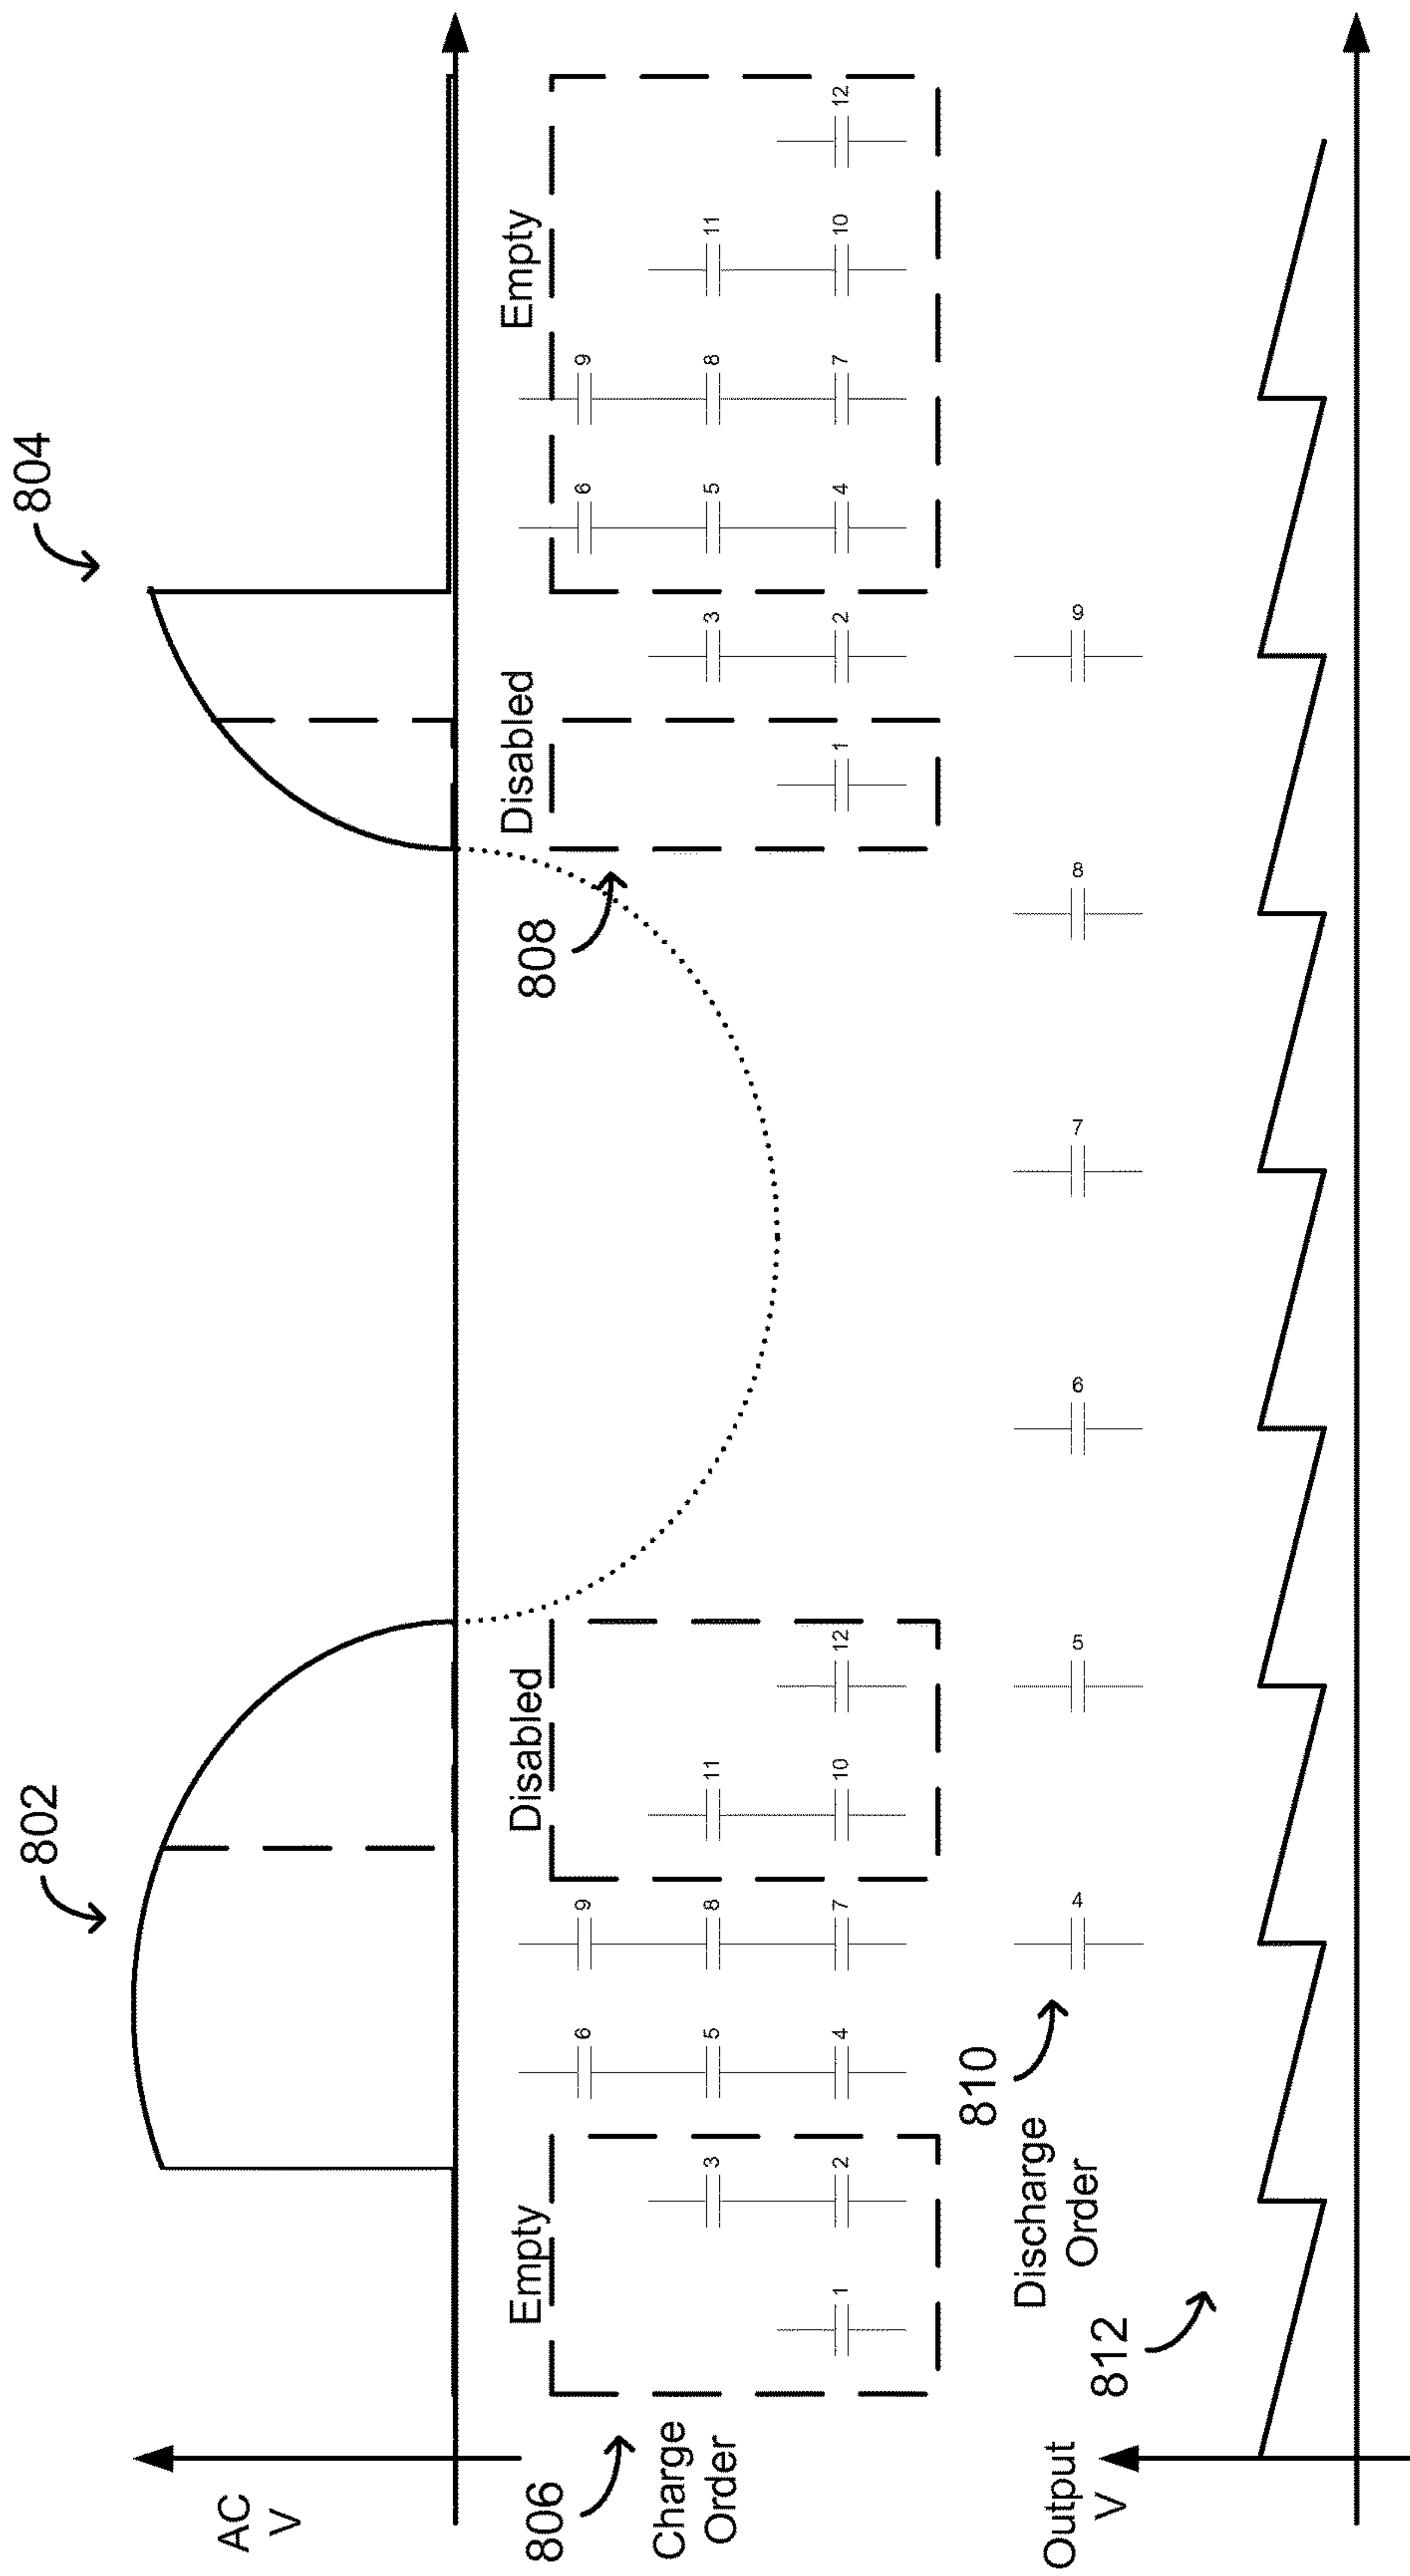 802
804
AC
V
Empty
Disabled
Disabled
Empty
806
808
Charge
Order
6 9 6 9
3 5 8 11 3 5 8 11
1 2 4 7 10 12 1 2 4 7 10 12
810
Discharge
Order
4 5 6 7 8 9
Output
V
812